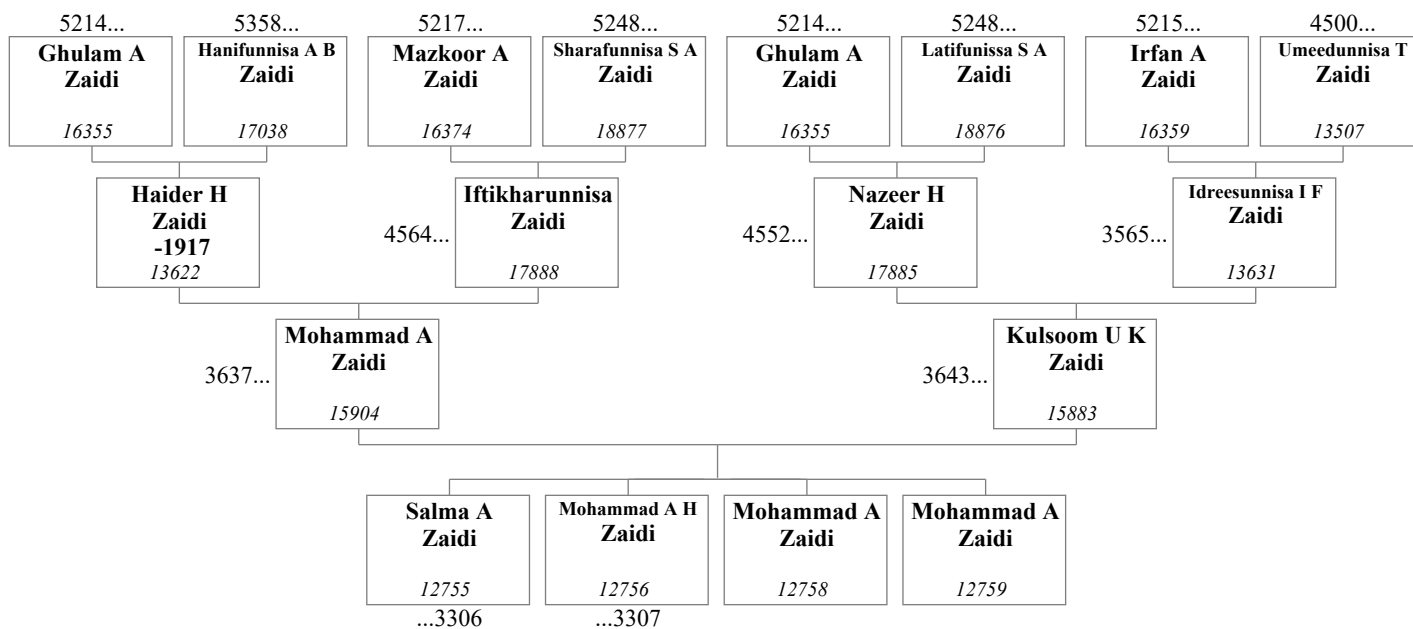 5214...
5358...
5217...
5248...
5214...
5248...
5215...
4500...
Ghulam A
Zaidi
16355
Hanifunnisa A B
Zaidi
17038
Mazkoor A
Zaidi
16374
Sharafunnisa S A
Zaidi
18877
Ghulam A
Zaidi
16355
Latifunissa S A
Zaidi
18876
Irfan A
Zaidi
16359
Umeedunnisa T
Zaidi
13507
Haider H
Zaidi
-1917
13622
4564...
Iftikharunnisa
Zaidi
17888
4552...
Nazeer H
Zaidi
17885
3565...
Idreesunnisa I F
Zaidi
13631
3637...
Mohammad A
Zaidi
15904
3643...
Kulsoom U K
Zaidi
15883
Salma A
Zaidi
12755
...3306
Mohammad A H
Zaidi
12756
...3307
Mohammad A
Zaidi
12758
Mohammad A
Zaidi
12759